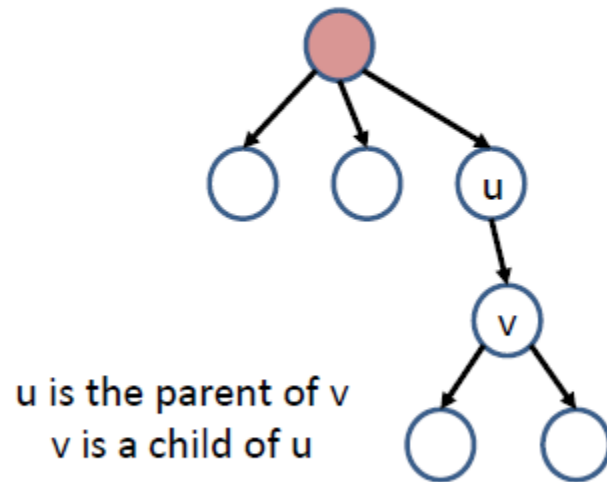 u
v
u is the parent of v
v is a child of u